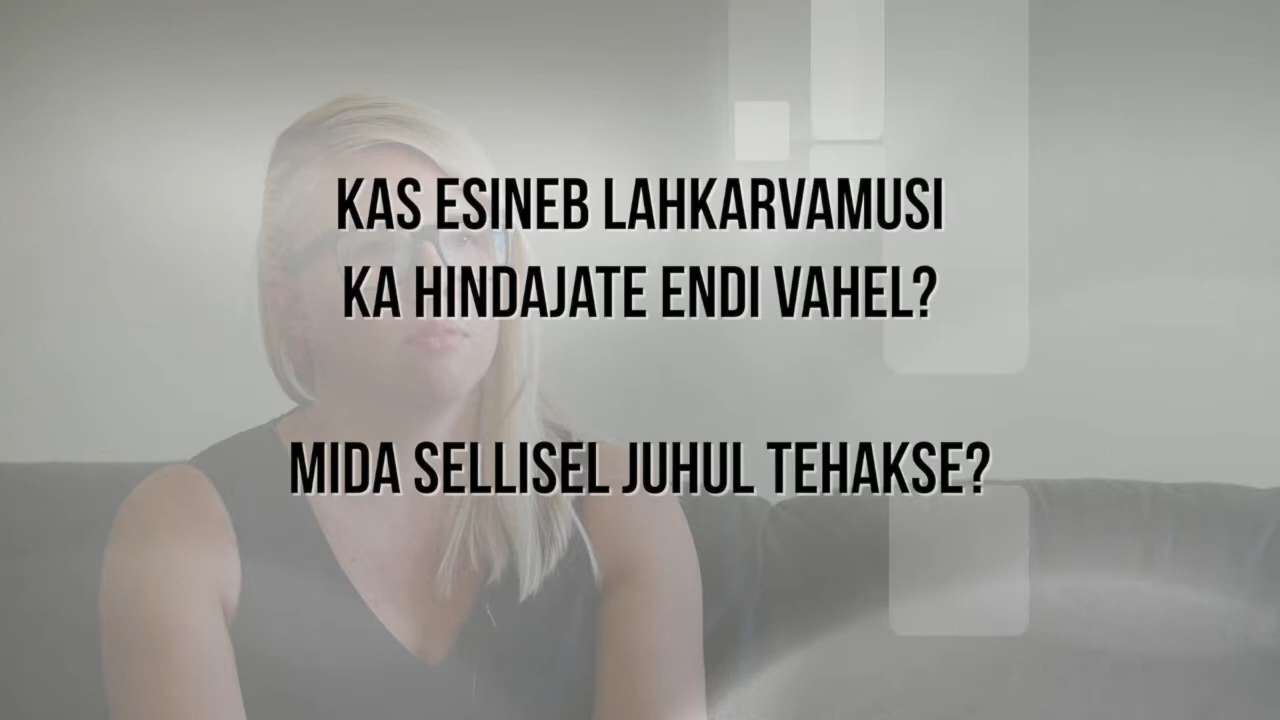 KAS ESINEB LAHKARVAMUSI
KA HINDAJATE ENDI VAHEL?
MIDA SELLISEL JUHUL TEHAKSE?